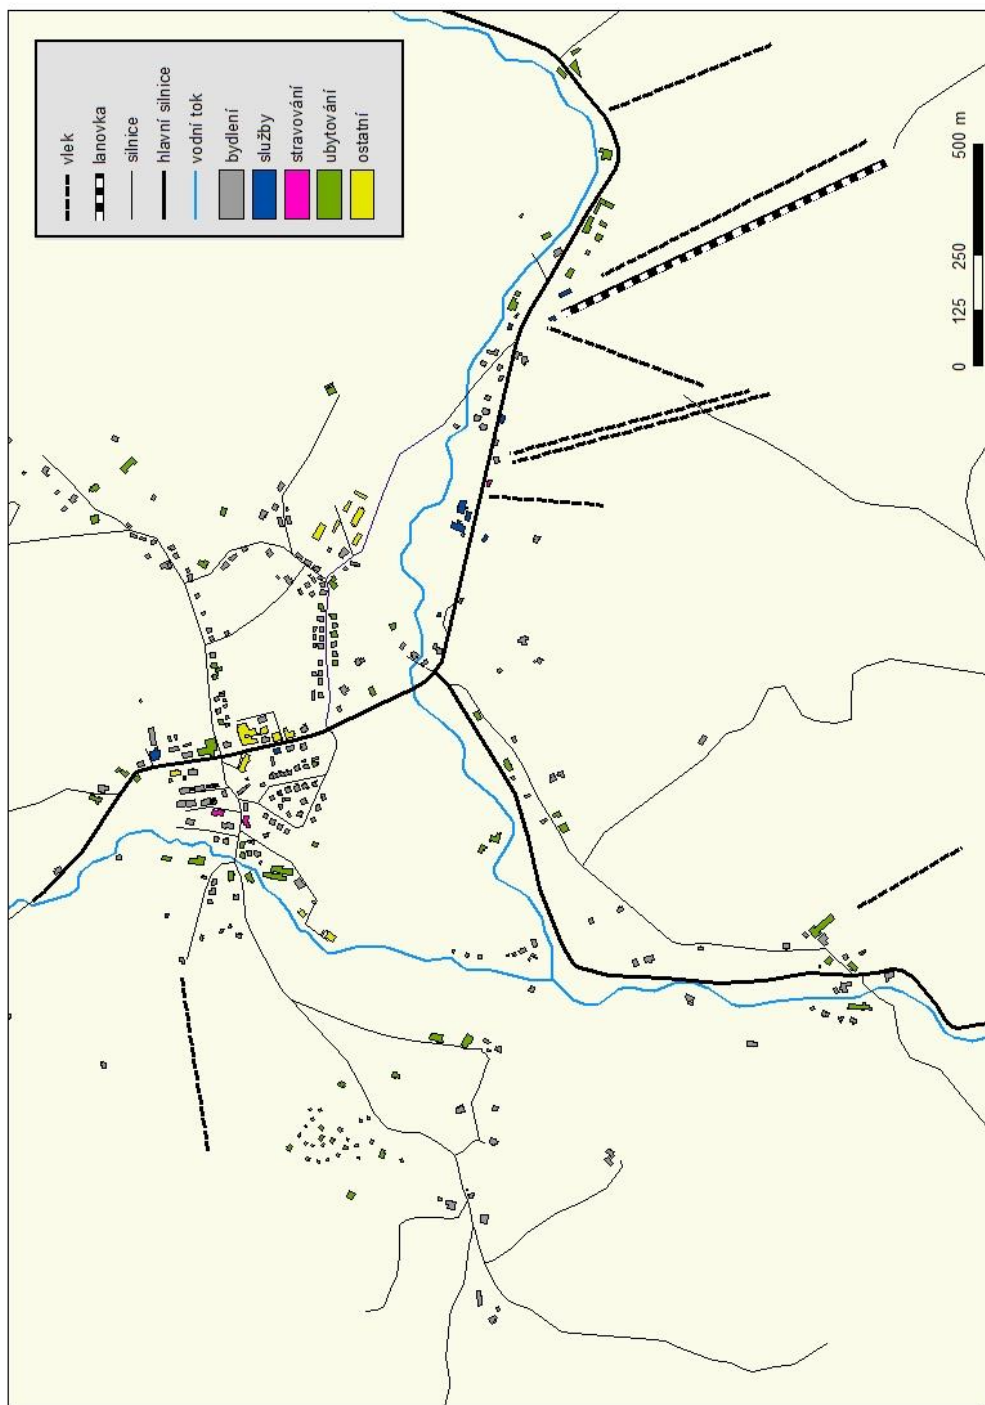 vlek
lanovka
silnice
hlavní silnice
vodní tok
bydlení
služby
stravování
ubytování
ostatní
0 125 250 500 m